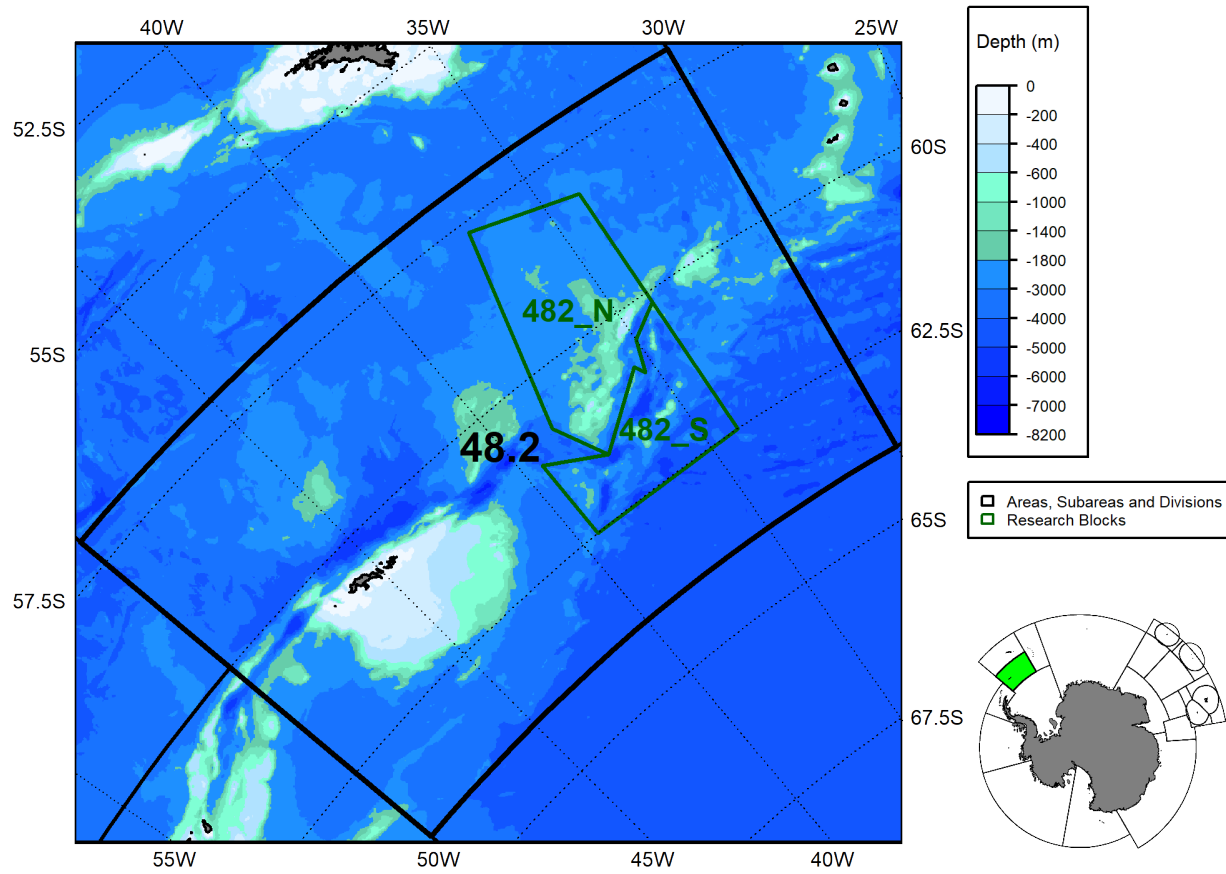 40W
35W
30W
25W
52.5S
55S
57.5S
60S
62.5S
65S
67.5S
55W
50W
45W
40W
482_N
482_S
48.2
Depth (m)
0
-200
-400
-600
-1000
-1400
-1800
-3000
-4000
-5000
-6000
-7000
-8200
Areas, Subareas and Divisions
Research Blocks